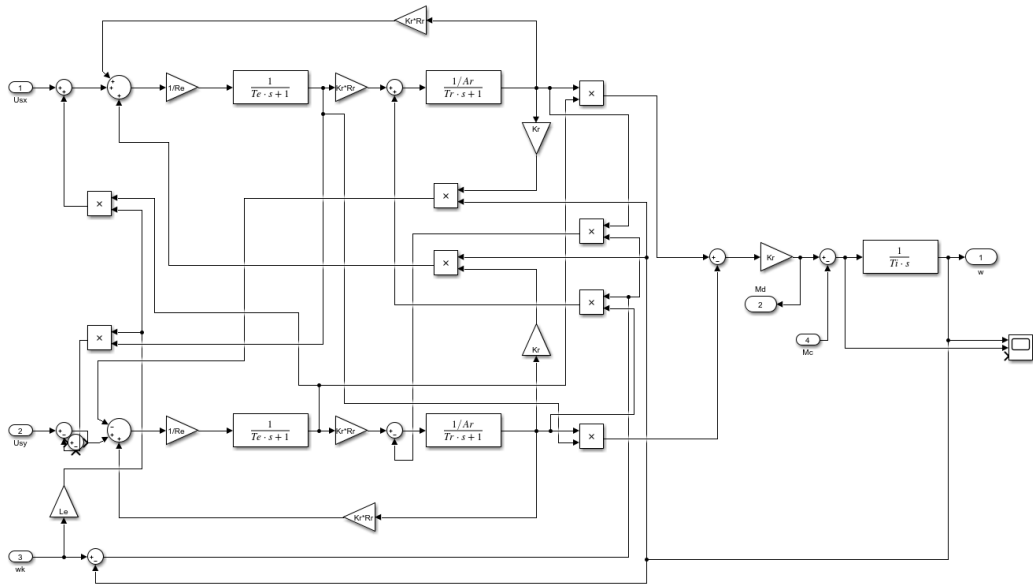 Kr*Rr
1
Usx
1/Re
1
Te · s + 1
Kr*Rr
1/Ar
Tr · s + 1
×
Kr
×
×
×
×
×
Kr
Md
2
4
Mc
1
Ti · s
1
w
×
Kr
2
Usy
1/Re
1
Te · s + 1
Kr*Rr
1/Ar
Tr · s + 1
×
Le
Kr*Rr
3
wk